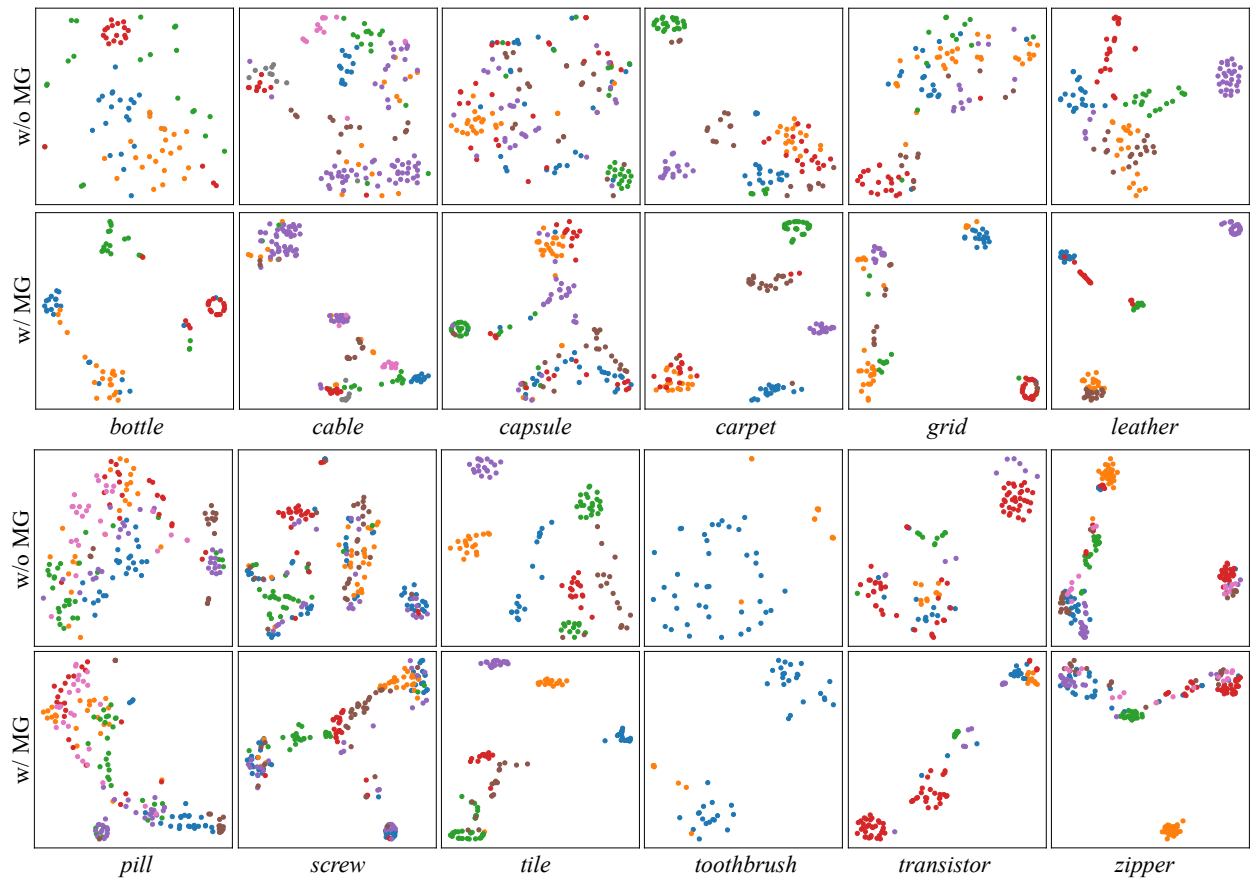 w/o MG
w/ MG
bottle cable capsule carpet grid leather
w/o MG
w/ MG
pill screw tile toothbrush transistor zipper